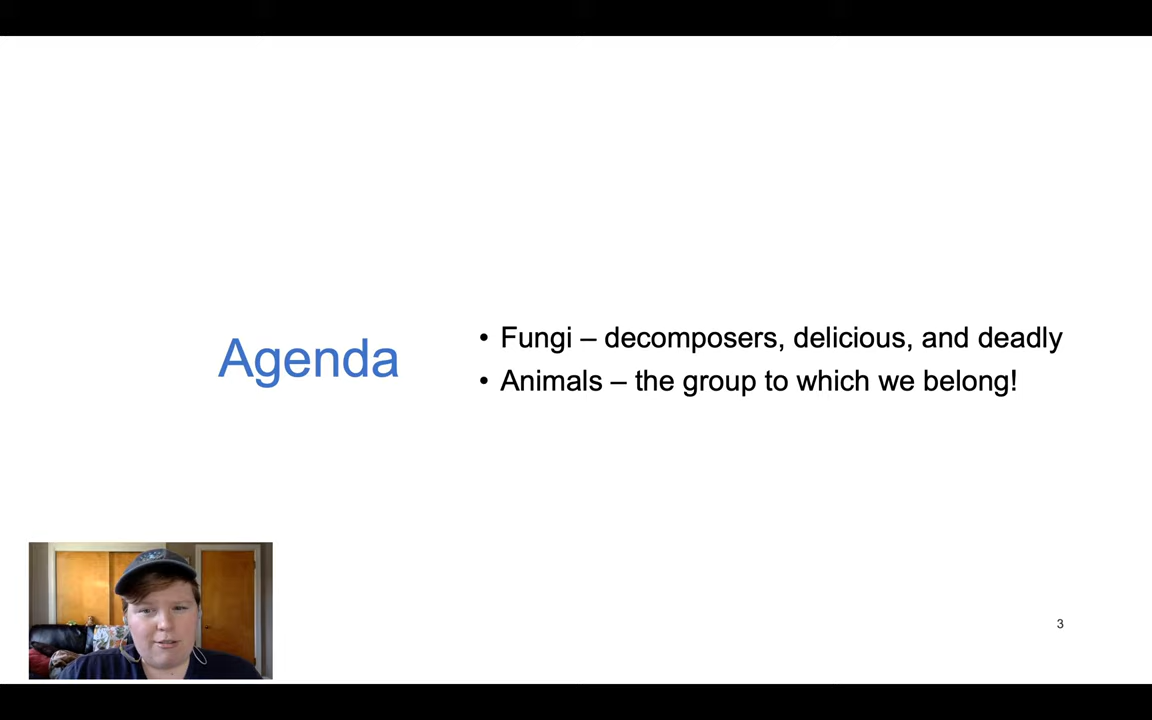 Agenda
• Fungi – decomposers, delicious, and deadly
• Animals – the group to which we belong!
3